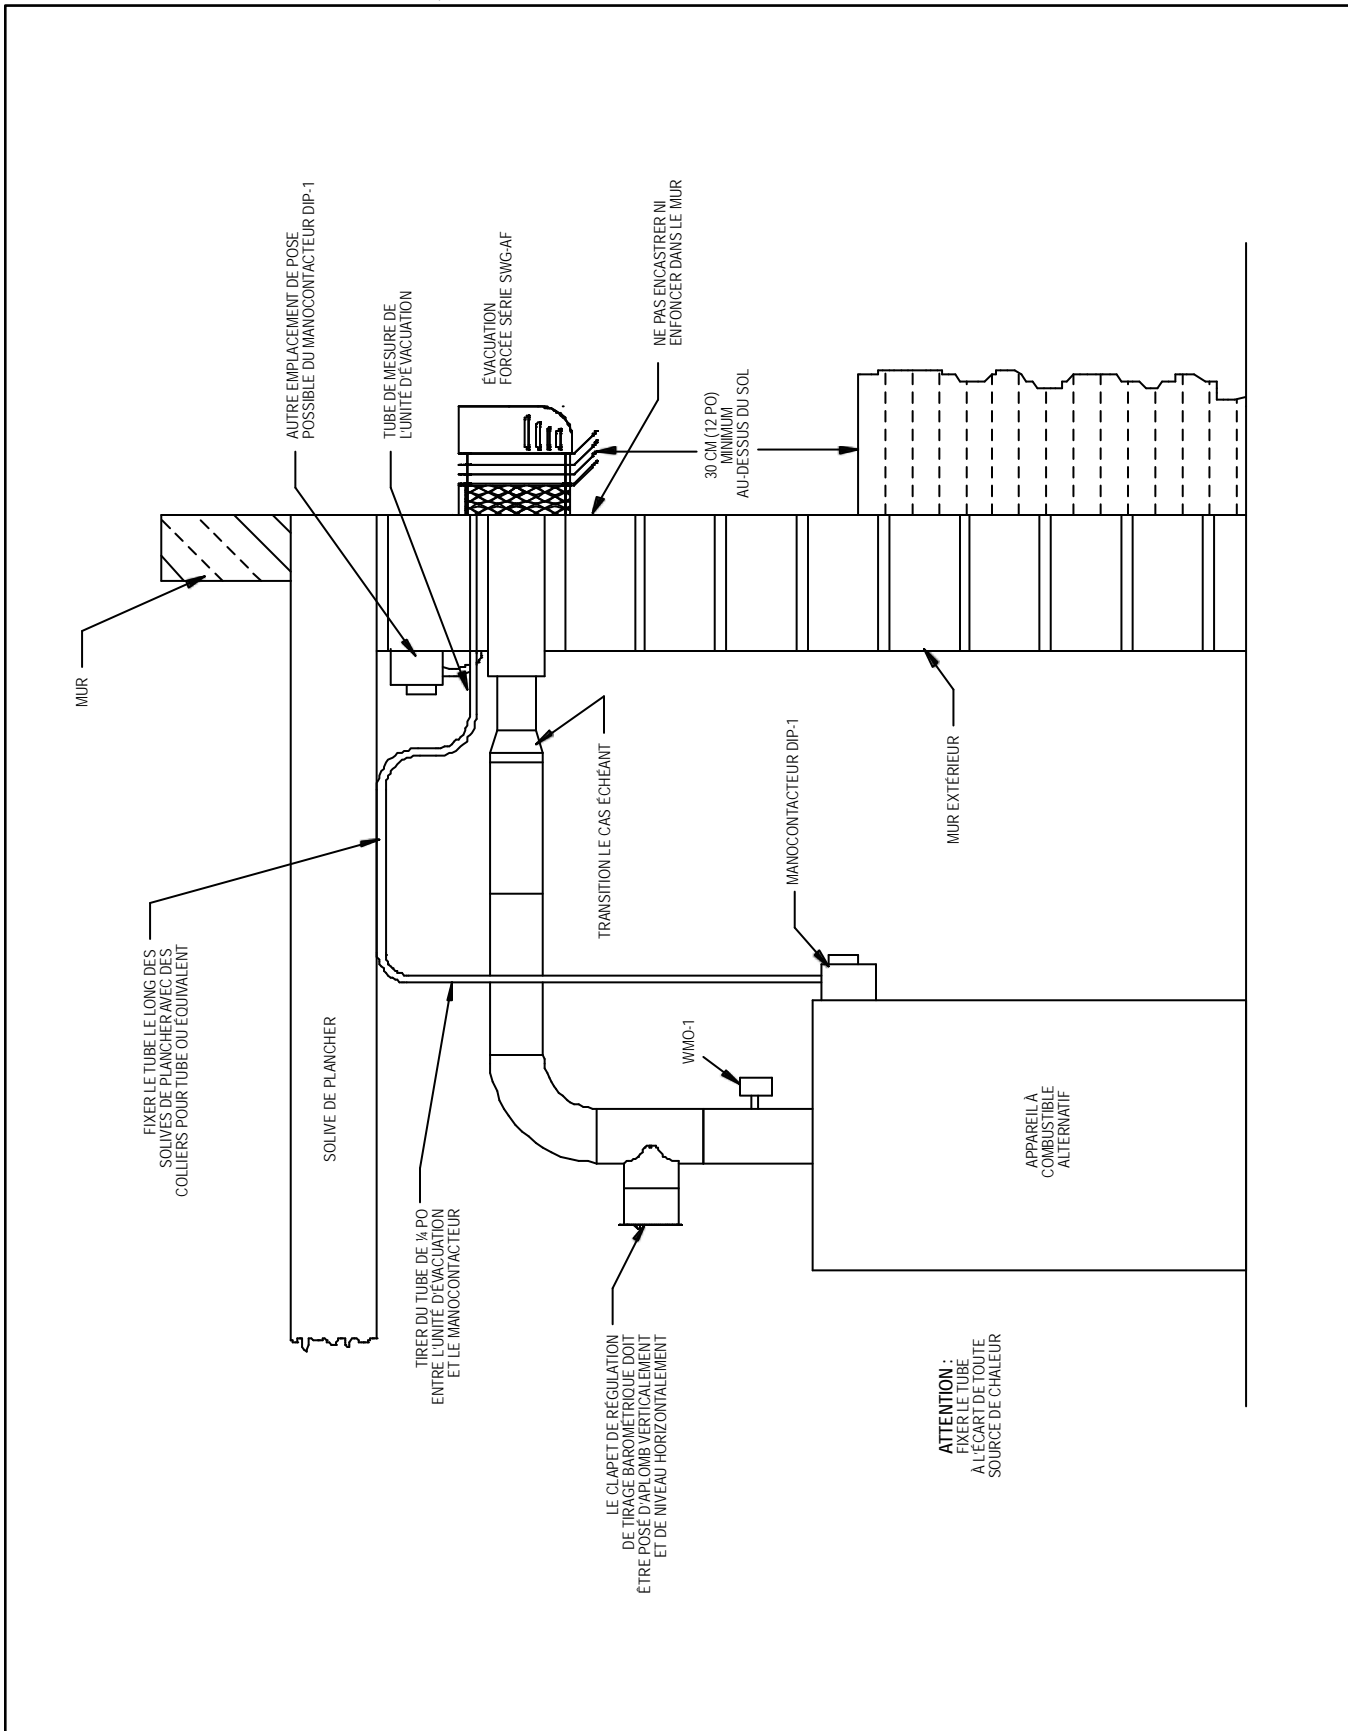 MUR
AUTRE EMPLACEMENT DE POSE
POSSIBLE DU MANOCONTACTEUR DIP-1
TUBE DE MESURE DE
L'UNITÉ D'ÉVACUATION
ÉVACUATION
FORCÉE SÉRIE SWG-AF
NE PAS ENCASTRER NI
ENFONCER DANS LE MUR
30 CM (12 PO)
MINIMUM
AU-DESSUS DU SOL
FIXER LE TUBE LE LONG DES
SOLIVES DE PLANCHER AVEC DES
COLLIERS POUR TUBE OU ÉQUIVALENT
SOLIVE DE PLANCHER
TRANSITION LE CAS ÉCHÉANT
MANOCONTACTEUR DIP-1
MUR EXTÉRIEUR
TIRER DU TUBE DE ¼ PO
ENTRE L'UNITÉ D'ÉVACUATION
ET LE MANOCONTACTEUR
WMO-1
APPAREIL À
COMBUSTIBLE
ALTERNATIF
LE CLAPET DE RÉGULATION
DE TIRAGE BAROMÉTRIQUE DOIT
ÊTRE POSÉ D'APLOMB VERTICALEMENT
ET DE NIVEAU HORIZONTALEMENT
ATTENTION :
FIXER LE TUBE
À L'ÉCART DE TOUTE
SOURCE DE CHALEUR